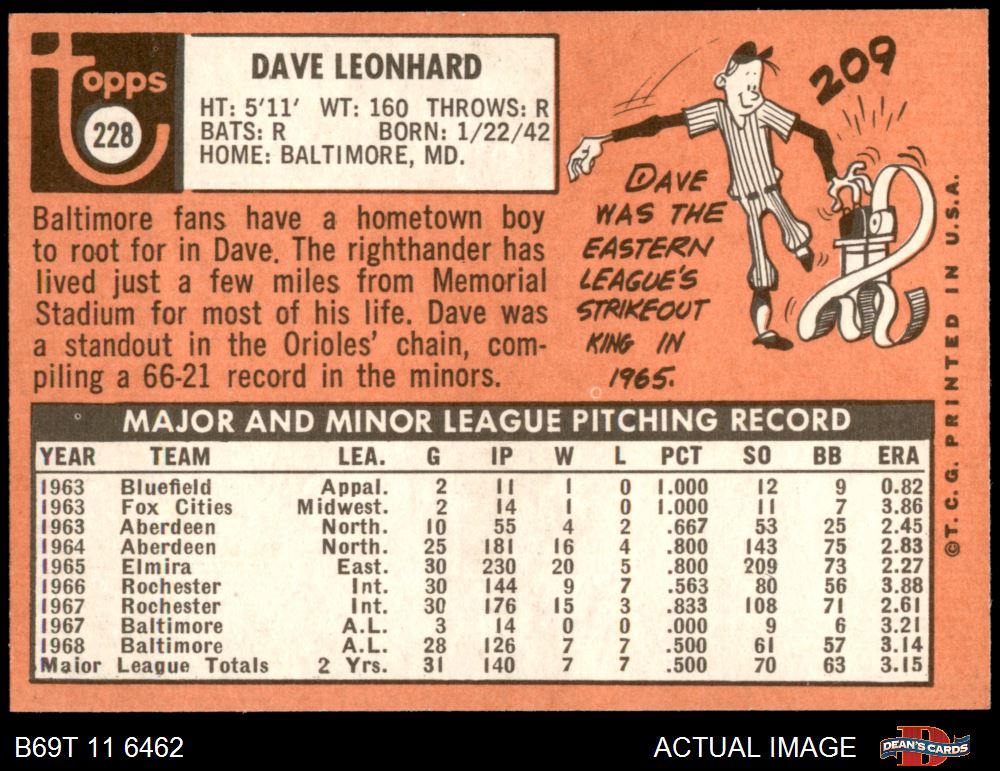 Topps
228
DAVE LEONHARD
HT: 5'11' WT: 160 THROWS: R
BATS: R BORN: 1/22/42
HOME: BALTIMORE, MD.
Baltimore fans have a hometown boy
to root for in Dave. The righthander has
lived just a few miles from Memorial
Stadium for most of his life. Dave was
a standout in the Orioles' chain, com-
piling a 66-21 record in the minors.
209
DAVE
WAS THE
EASTERN
LEAGUE'S
STRIKEOUT
KING IN
1965.
MAJOR AND MINOR LEAGUE PITCHING RECORD
YEAR TEAM LEA. G IP W L PCT SO BB ERA
1963 Bluefield Appal. 2 11 1 0 1.000 12 9 0.82
1963 Fox Cities Midwest. 2 14 1 0 1.000 11 7 3.86
1963 Aberdeen North. 10 55 4 2 .667 53 25 2.45
1964 Aberdeen North. 25 181 16 4 .800 143 75 2.83
1965 Elmira East. 30 230 20 5 .800 209 73 2.27
1966 Rochester Int. 30 144 9 7 .563 80 56 3.88
1967 Rochester Int. 30 176 15 3 .833 108 71 2.61
1967 Baltimore A.L. 3 14 0 0 .000 9 6 3.21
1968 Baltimore A.L. 28 126 7 7 .500 61 57 3.14
Major League Totals 2 Yrs. 31 140 7 7 .500 70 63 3.15
©T.C.G. PRINTED IN U.S.A.
B69T 11 6462
ACTUAL IMAGE
DEAN'S CARDS